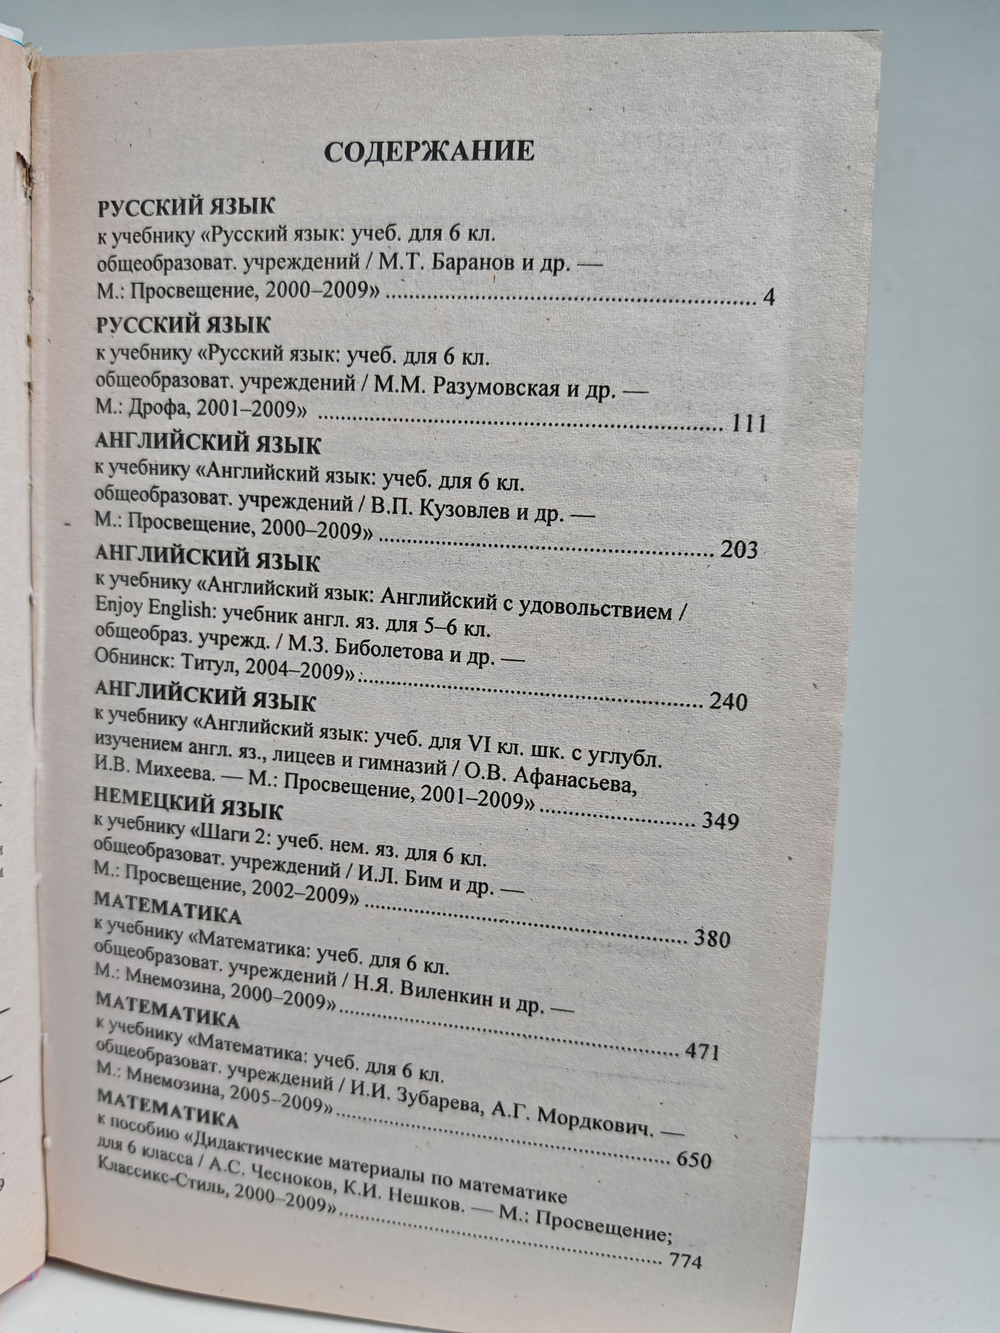 СОДЕРЖАНИЕ
РУССКИЙ ЯЗЫК
к учебнику «Русский язык: учеб. для 6 кл.
общеобразоват. учреждений / М.Т. Баранов и др. —
М.: Просвещение, 2000–2009» 4
РУССКИЙ ЯЗЫК
к учебнику «Русский язык: учеб. для 6 кл.
общеобразоват. учреждений / М.М. Разумовская и др. —
М.: Дрофа, 2001–2009» 111
АНГЛИЙСКИЙ ЯЗЫК
к учебнику «Английский язык: учеб. для 6 кл.
общеобразоват. учреждений / В.П. Кузовлев и др. —
М.: Просвещение, 2000–2009» 203
АНГЛИЙСКИЙ ЯЗЫК
к учебнику «Английский язык: Английский с удовольствием /
Enjoy English: учебник англ. яз. для 5–6 кл.
общеобраз. учрежд. / М.З. Биболетова и др. —
Обнинск: Титул, 2004–2009» 240
АНГЛИЙСКИЙ ЯЗЫК
к учебнику «Английский язык: учеб. для VI кл. шк. с углубл.
изучением англ. яз., лицеев и гимназий / О.В. Афанасьева,
И.В. Михеева. — М.: Просвещение, 2001–2009» 349
НЕМЕЦКИЙ ЯЗЫК
к учебнику «Шаги 2: учеб. нем. яз. для 6 кл.
общеобразоват. учреждений / И.Л. Бим и др. —
М.: Просвещение, 2002–2009» 380
МАТЕМАТИКА
к учебнику «Математика: учеб. для 6 кл.
общеобразоват. учреждений / Н.Я. Виленкин и др. —
М.: Мнемозина, 2000–2009» 471
МАТЕМАТИКА
к учебнику «Математика: учеб. для 6 кл.
общеобразоват. учреждений / И.И. Зубарева, А.Г. Мордкович. —
М.: Мнемозина, 2005–2009» 650
МАТЕМАТИКА
к пособию «Дидактические материалы по математике
для 6 класса / А.С. Чесноков, К.И. Нешков. — М.: Просвещение;
Классикс-Стиль, 2000–2009» 774